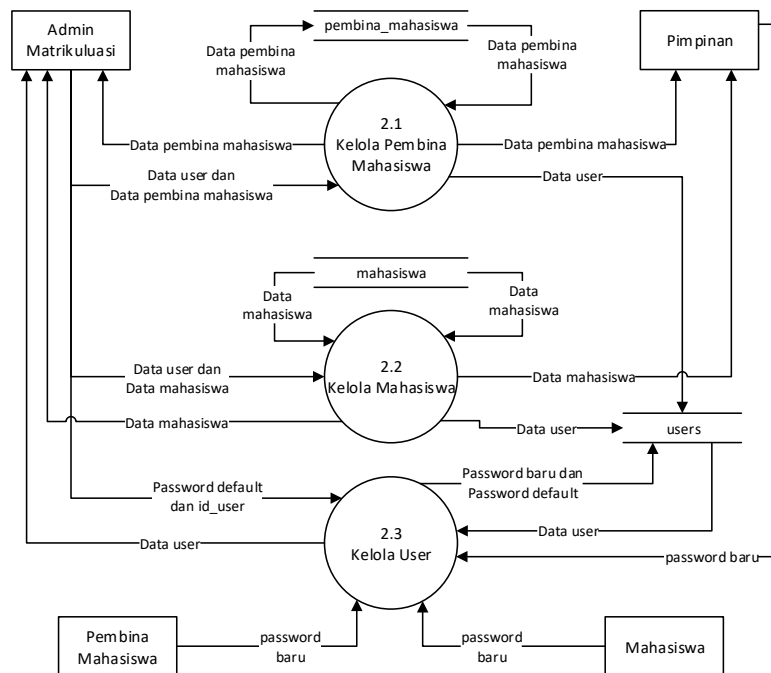 Admin
Matrikuluasi
pembina_mahasiswa
Pimpinan
Data pembina
mahasiswa
Data pembina
mahasiswa
2.1
Kelola Pembina
Mahasiswa
Data pembina mahasiswa
Data pembina mahasiswa
Data user dan
Data pembina mahasiswa
Data user
mahasiswa
Data
mahasiswa
Data
mahasiswa
2.2
Kelola Mahasiswa
Data user dan
Data mahasiswa
Data mahasiswa
Data mahasiswa
Data user
users
Password default
dan id_user
Password baru dan
Password default
2.3
Kelola User
Data user
Data user
password baru
Pembina
Mahasiswa
password
baru
password
baru
Mahasiswa